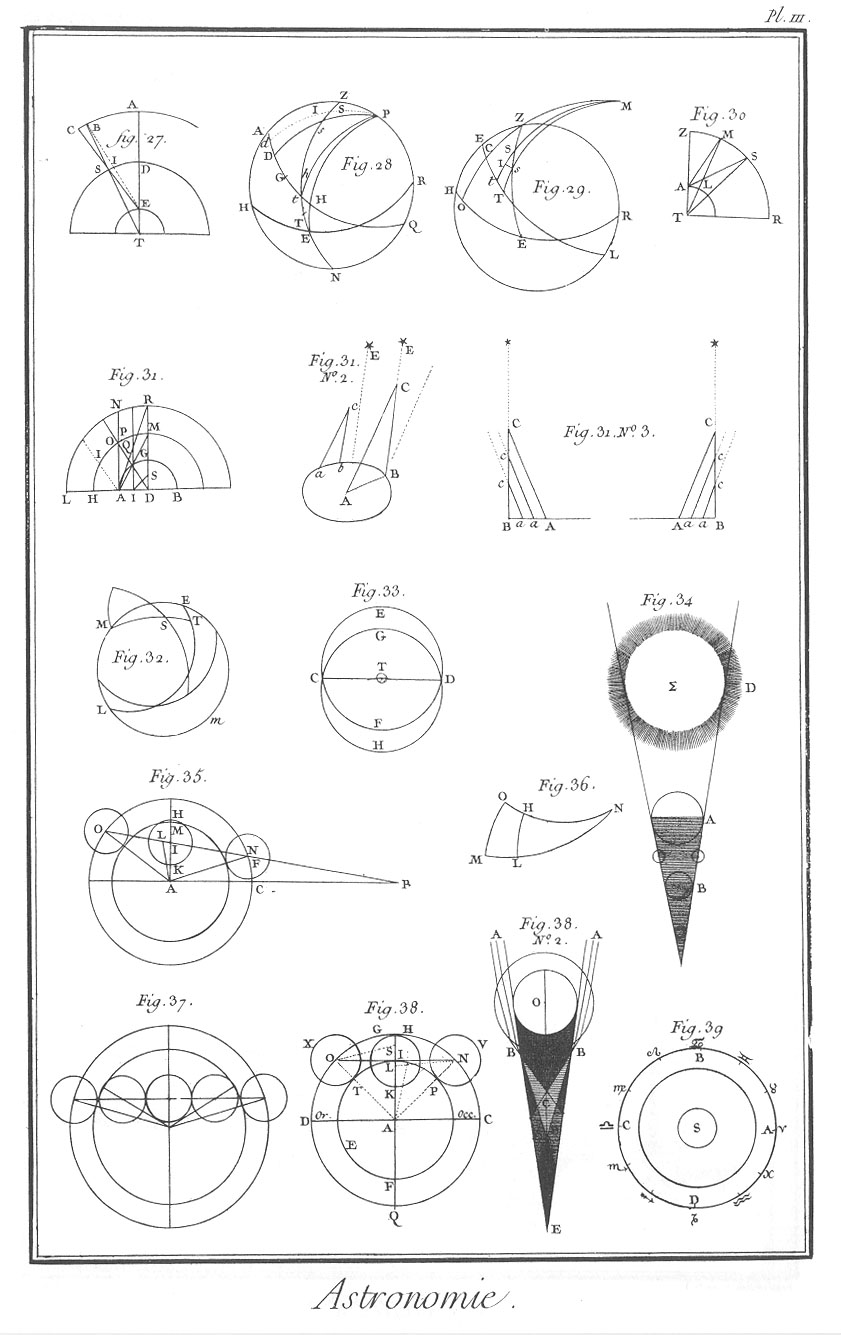 Pl. III.
fig. 27.
A
C B
S I D
E
T
Fig. 28
Z
I S P
A
d
s
D
G h
R
t H
H
T
Q
E
N
Fig. 29.
M
Z
E
C S
I s
t
H
O T
R
E
L
Fig. 30
Z M
S
A L
T R
Fig. 31.
N R
P M
O Q
I G
S
L H A I D B
Fig. 31.
N.º 2.
E E
C
c
a b B
A
Fig. 31. N.º 3.
C C
c c
c c
B a a A
A a a B
Fig. 32.
E
M S T
L
m
Fig. 33.
E
G
T
C D
F
H
Fig. 34
Σ D
A
B
Fig. 35.
H
O L M
I N
K F
A C R
Fig. 36.
O H N
M L
Fig. 37.
Fig. 38.
G H
X V
O S I N
L
T K P
D Or. A Occ. C
E
F
Q
Fig. 38.
N.º 2.
A A
O
B B
C
E
Fig. 39
♋
♌ B ♊
♍ ♉
♎ C S A ♈
♏ ♓
♐ D ♒
♑
Astronomie.